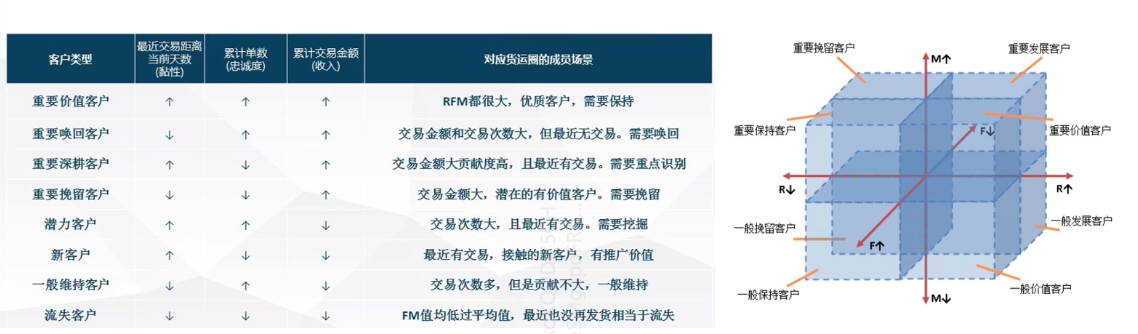 客户类型 最近交易距离当前天数(黏性) 累计单数(忠诚度) 累计交易金额(收入) 对应货运圈的成员场景
重要价值客户 ↑ ↑ ↑ RFM都很大，优质客户，需要保持
重要唤回客户 ↓ ↑ ↑ 交易金额和交易次数大，但最近无交易。需要唤回
重要深耕客户 ↑ ↓ ↑ 交易金额大贡献度高，且最近有交易。需要重点识别
重要挽留客户 ↓ ↓ ↑ 交易金额大，潜在的有价值客户。需要挽留
潜力客户 ↑ ↑ ↓ 交易次数大，且最近有交易。需要挖掘
新客户 ↑ ↓ ↓ 最近有交易，接触的新客户，有推广价值
一般维持客户 ↓ ↑ ↓ 交易次数多，但是贡献不大，一般维持
流失客户 ↓ ↓ ↓ FM值均低过平均值，最近也没再发货相当于流失
重要挽留客户
重要发展客户
M↑
重要保持客户
F↓
重要价值客户
R↓
R↑
一般挽留客户
一般发展客户
F↑
一般保持客户
M↓
一般价值客户